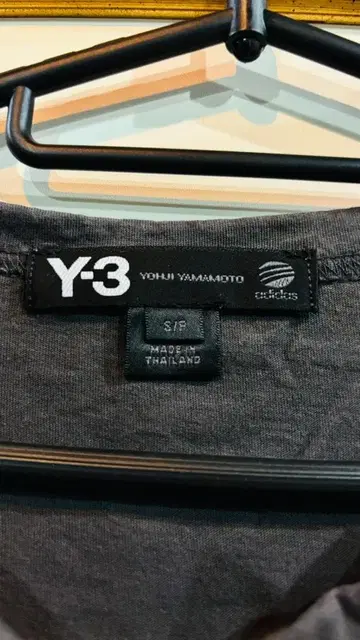 Y-3 YOHJI YAMAMOTO adidas
S/P
MADE IN
THAILAND